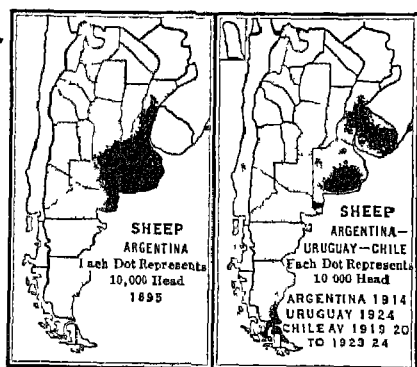 SHEEP
ARGENTINA
Each Dot Represents
10,000 Head
1895
SHEEP
ARGENTINA—
URUGUAY—CHILE
Each Dot Represents
10 000 Head
ARGENTINA 1914
URUGUAY 1924
CHILE AV 1919 20
TO 1923 24